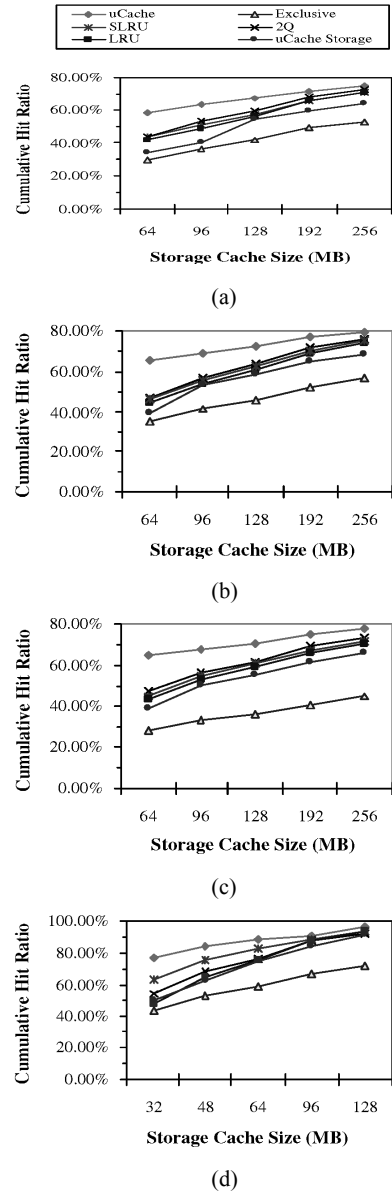 uCache Exclusive
SLRU 2Q
LRU uCache Storage
Cumulative Hit Ratio
80.00%
60.00%
40.00%
20.00%
0.00%
64 96 128 192 256
Storage Cache Size (MB)
(a)
Cumulative Hit Ratio
80.00%
60.00%
40.00%
20.00%
0.00%
64 96 128 192 256
Storage Cache Size (MB)
(b)
Cumulative Hit Ratio
80.00%
60.00%
40.00%
20.00%
0.00%
64 96 128 192 256
Storage Cache Size (MB)
(c)
Cumulative Hit Ratio
100.00%
80.00%
60.00%
40.00%
20.00%
0.00%
32 48 64 96 128
Storage Cache Size (MB)
(d)